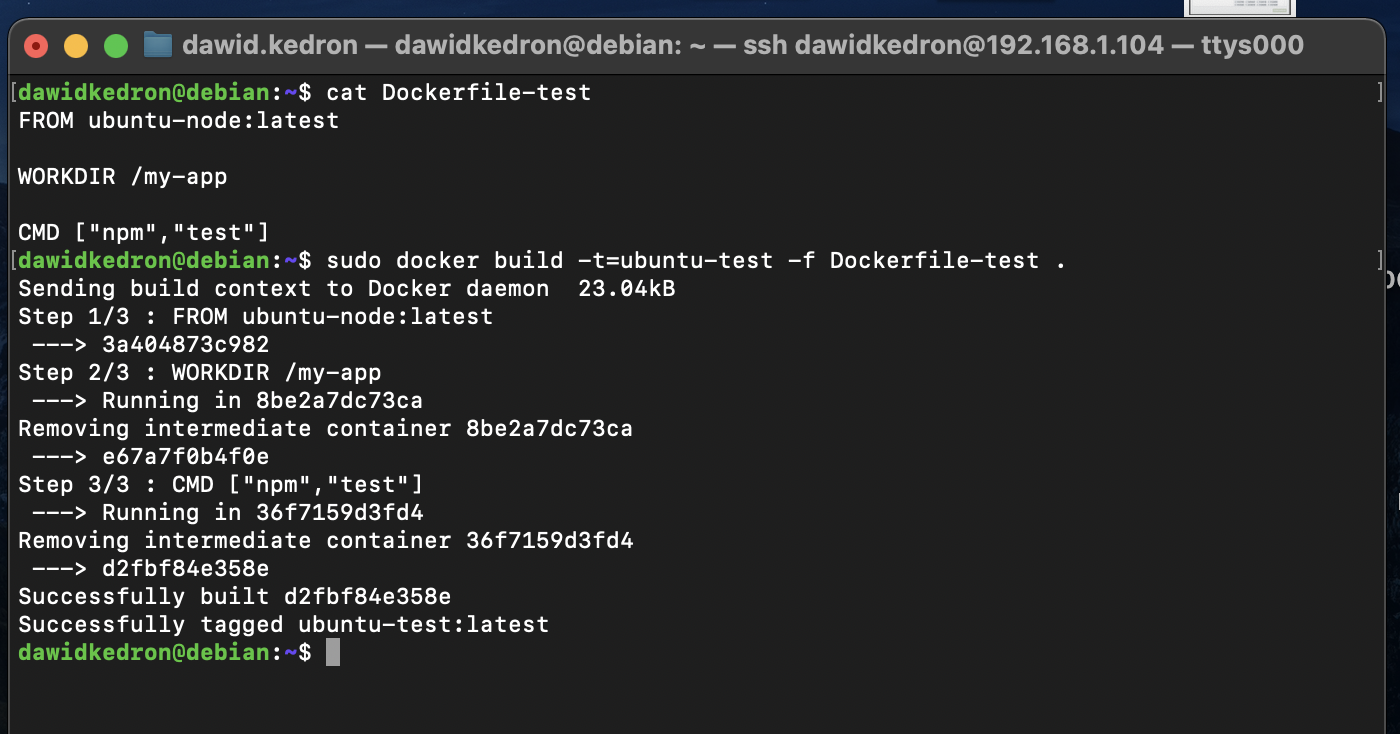 dawid.kedron — dawidkedron@debian: ~ — ssh dawidkedron@192.168.1.104 — ttys000
[dawidkedron@debian:~$ cat Dockerfile-test ]
FROM ubuntu-node:latest
WORKDIR /my-app
CMD ["npm","test"]
[dawidkedron@debian:~$ sudo docker build -t=ubuntu-test -f Dockerfile-test . ]
Sending build context to Docker daemon  23.04kB
Step 1/3 : FROM ubuntu-node:latest
 ---> 3a404873c982
Step 2/3 : WORKDIR /my-app
 ---> Running in 8be2a7dc73ca
Removing intermediate container 8be2a7dc73ca
 ---> e67a7f0b4f0e
Step 3/3 : CMD ["npm","test"]
 ---> Running in 36f7159d3fd4
Removing intermediate container 36f7159d3fd4
 ---> d2fbf84e358e
Successfully built d2fbf84e358e
Successfully tagged ubuntu-test:latest
dawidkedron@debian:~$